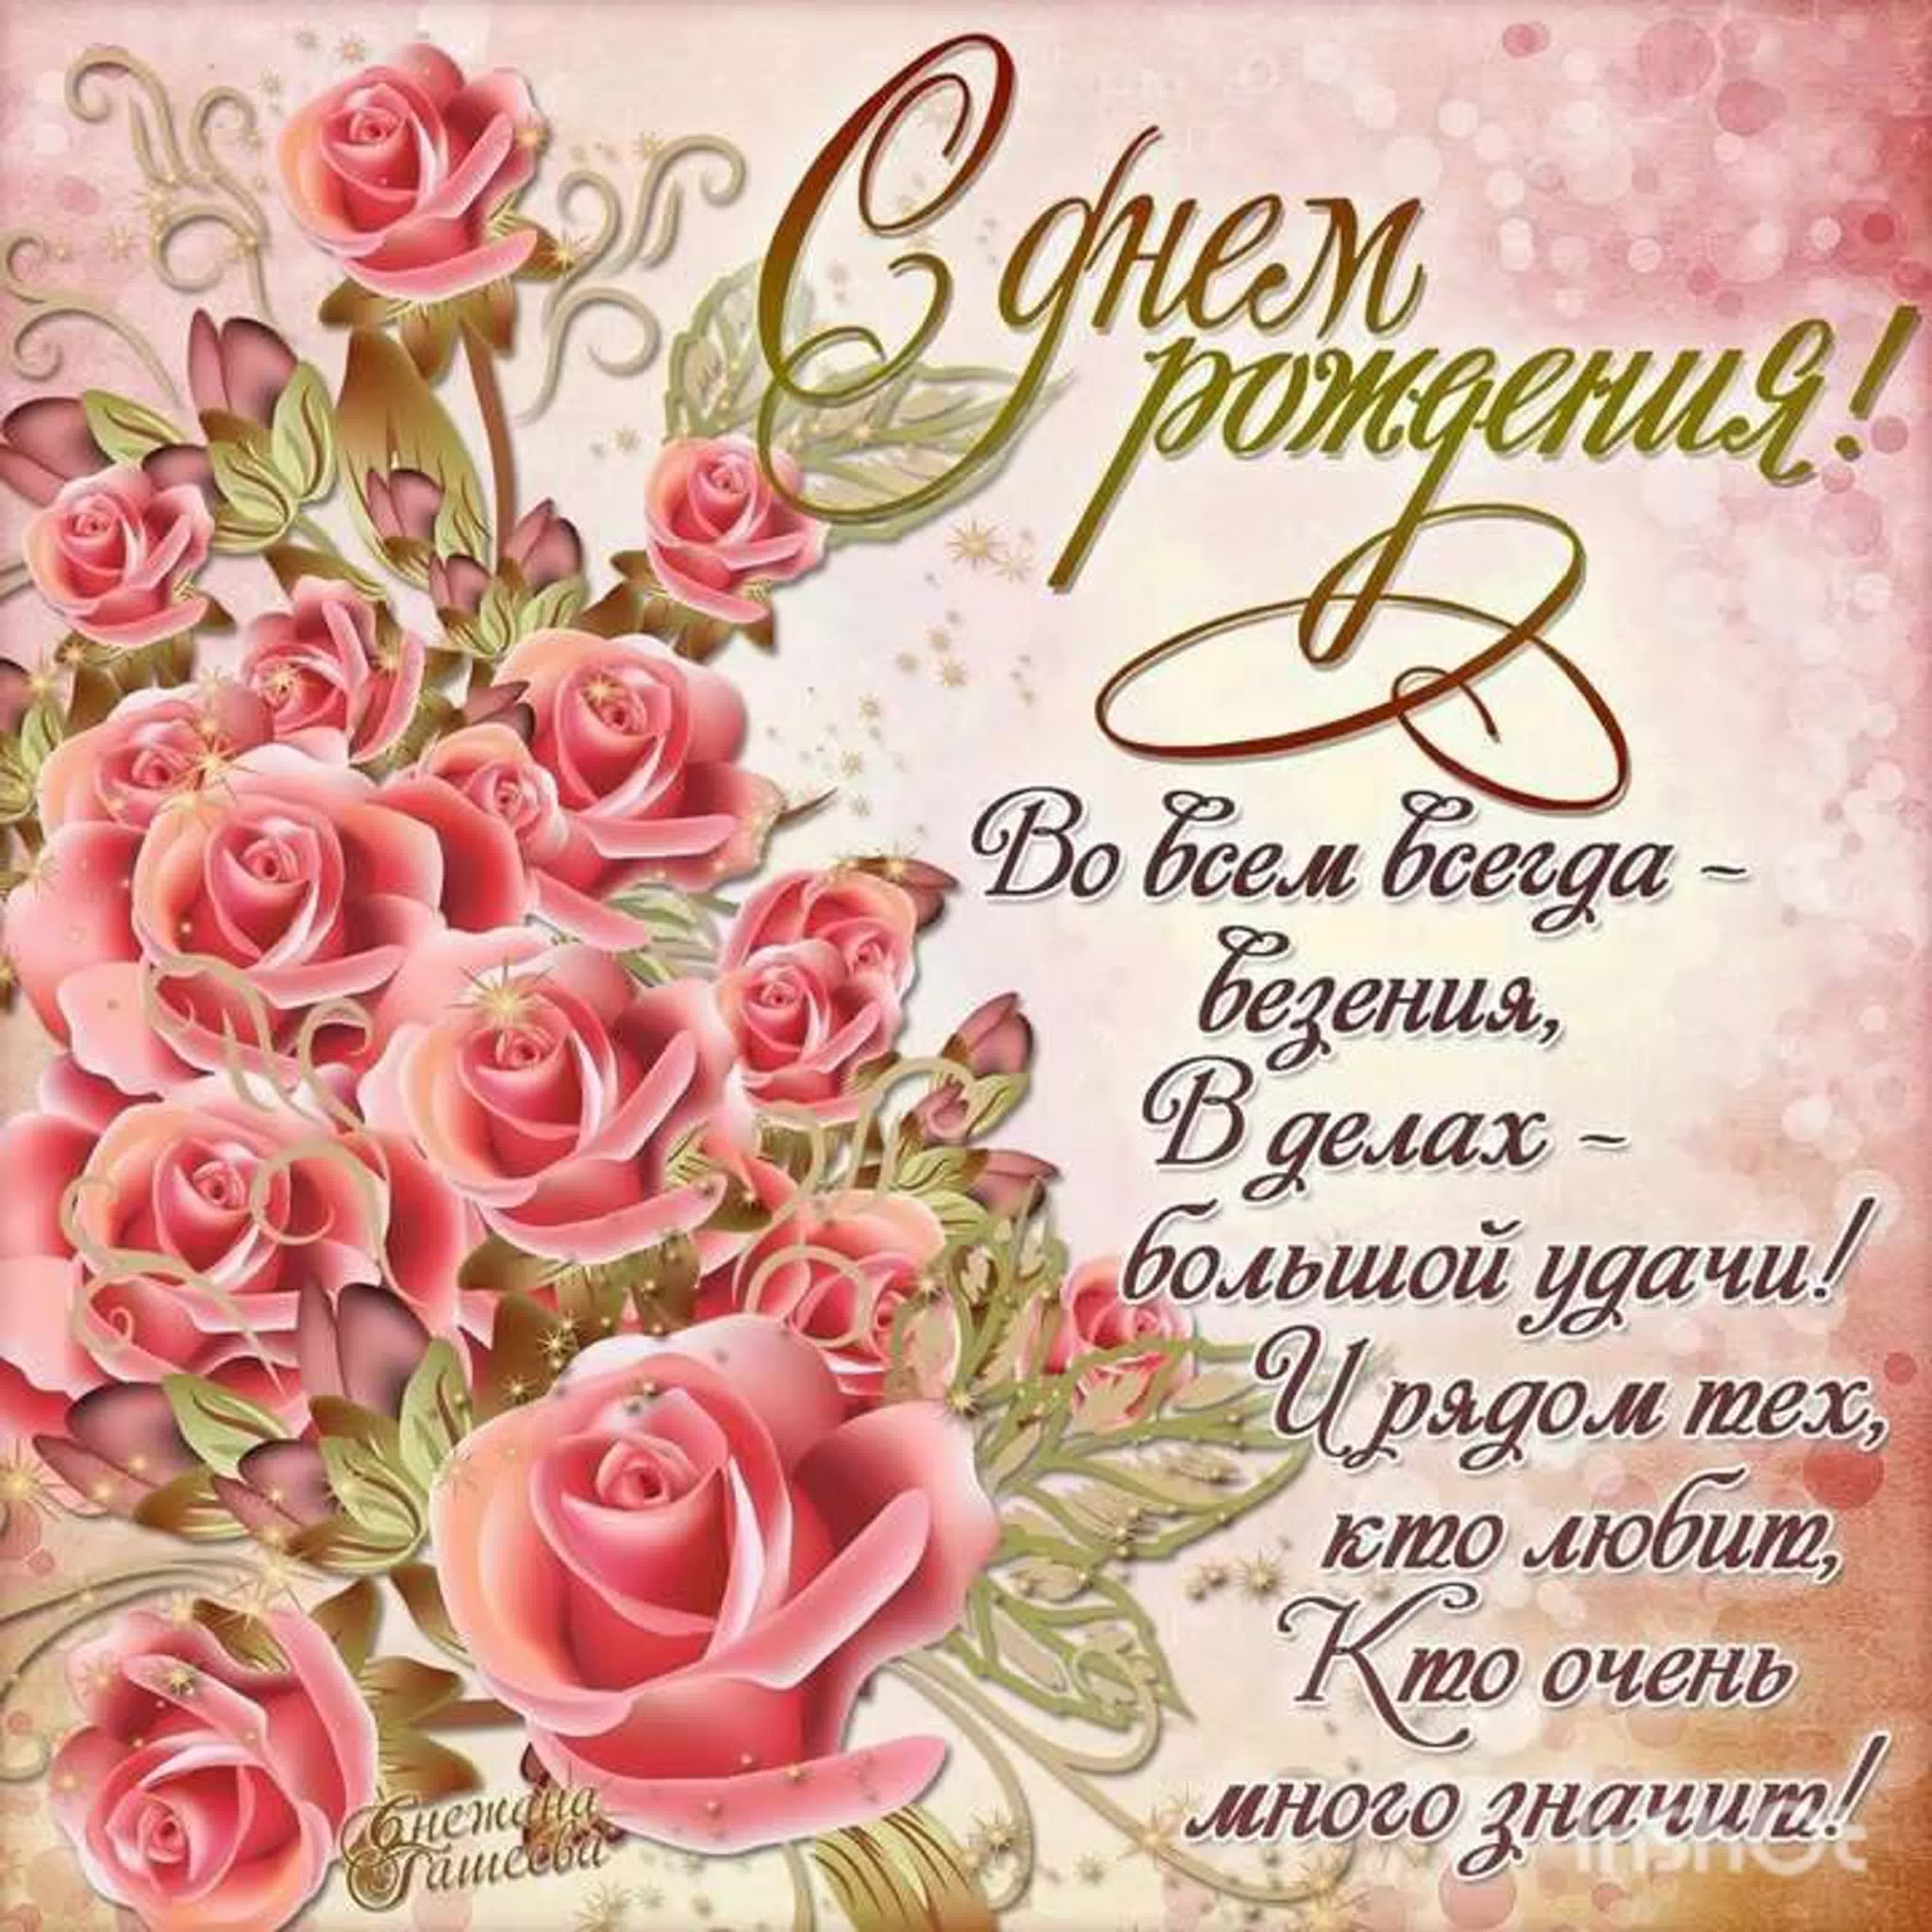 С днем
рождения!
Во всем всегда –
везения,
В делах –
большой удачи!
И рядом тех,
кто любит,
Кто очень
много значит!
InShot
Снежана
Гашеева